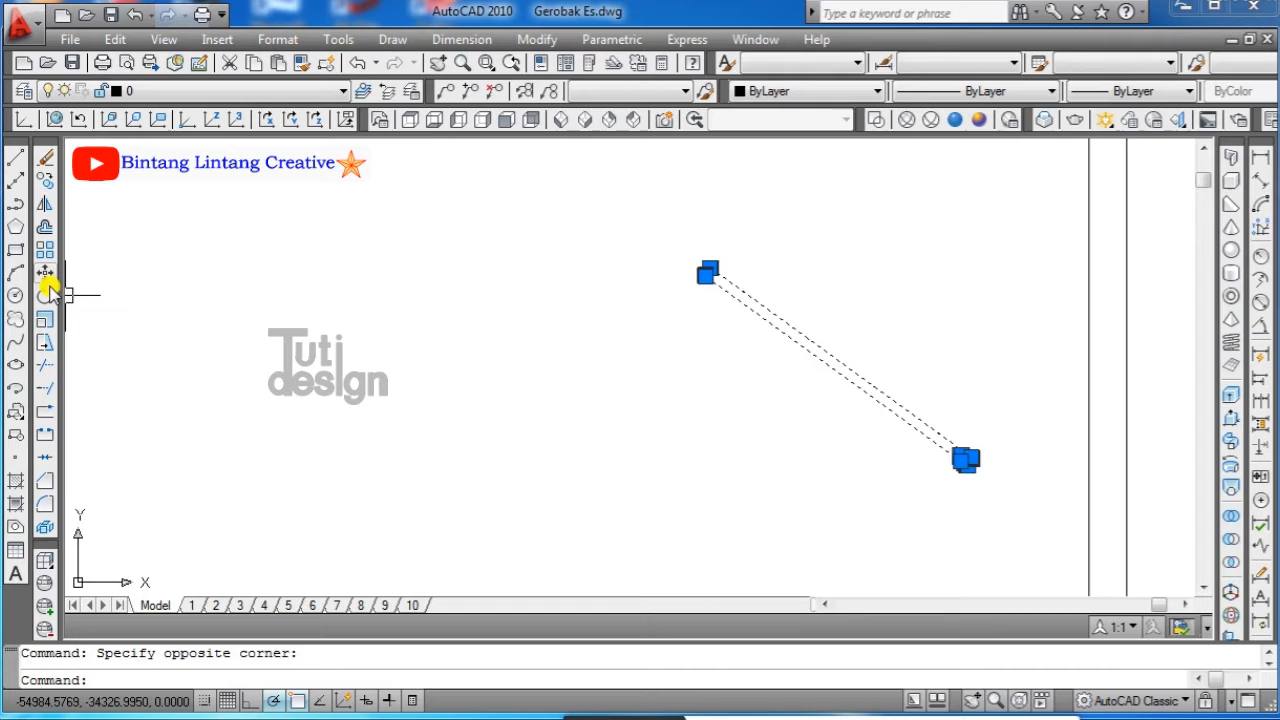 AutoCAD 2010 Gerobak Es.dwg
Type a keyword or phrase
File Edit View Insert Format Tools Draw Dimension Modify Parametric Express Window Help
0 ByLayer ByLayer ByLayer ByColor
Bintang Lintang Creative
Tuti
design
Y
X
Model 1 2 3 4 5 6 7 8 9 10
1:1
Command: Specify opposite corner:
Command:
-54984.5769, -34326.9950, 0.0000 AutoCAD Classic